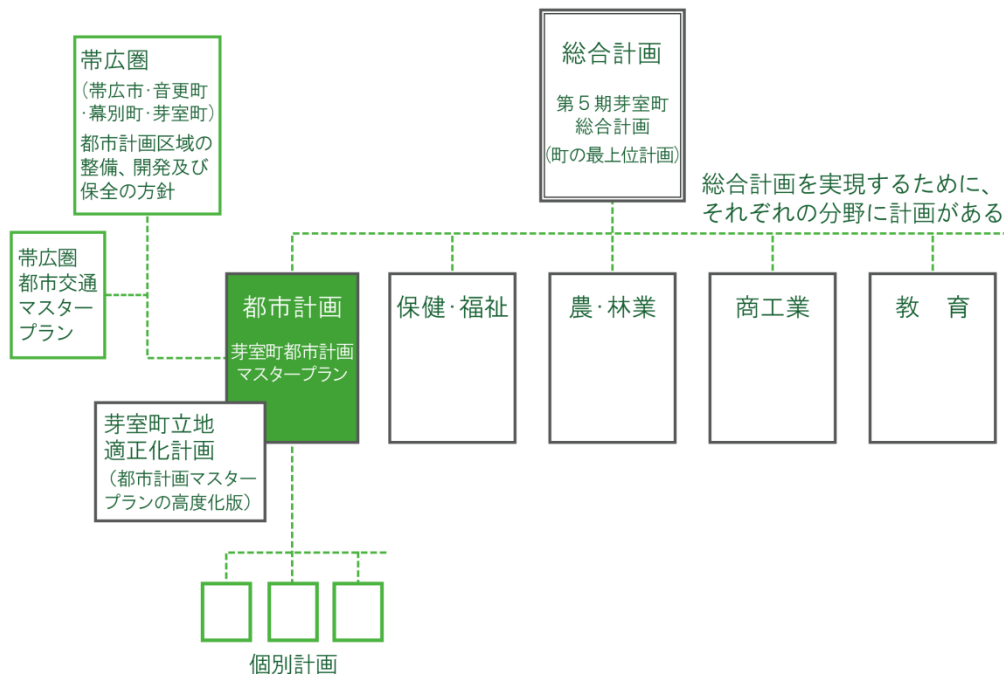 帯広圏
(帯広市･音更町
･幕別町･芽室町)
都市計画区域の
整備、開発及び
保全の方針
総合計画
第５期芽室町
総合計画
(町の最上位計画)
総合計画を実現するために、
それぞれの分野に計画がある
帯広圏
都市交通
マスター
プラン
都市計画
芽室町都市計画
マスタープラン
保健･福祉
農･林業
商工業
教　育
芽室町立地
適正化計画
（都市計画マスター
プランの高度化版）
個別計画